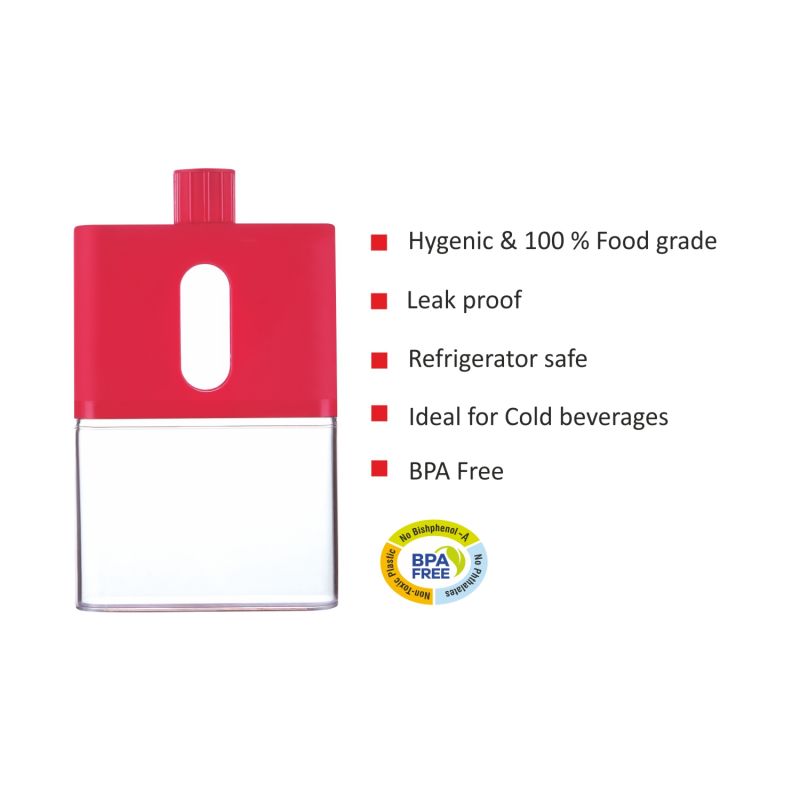 Hygenic & 100 % Food grade
Leak proof
Refrigerator safe
Ideal for Cold beverages
BPA Free
No Bishphenol-A
BPA
FREE
No Phthalates
Non-Toxic Plastic